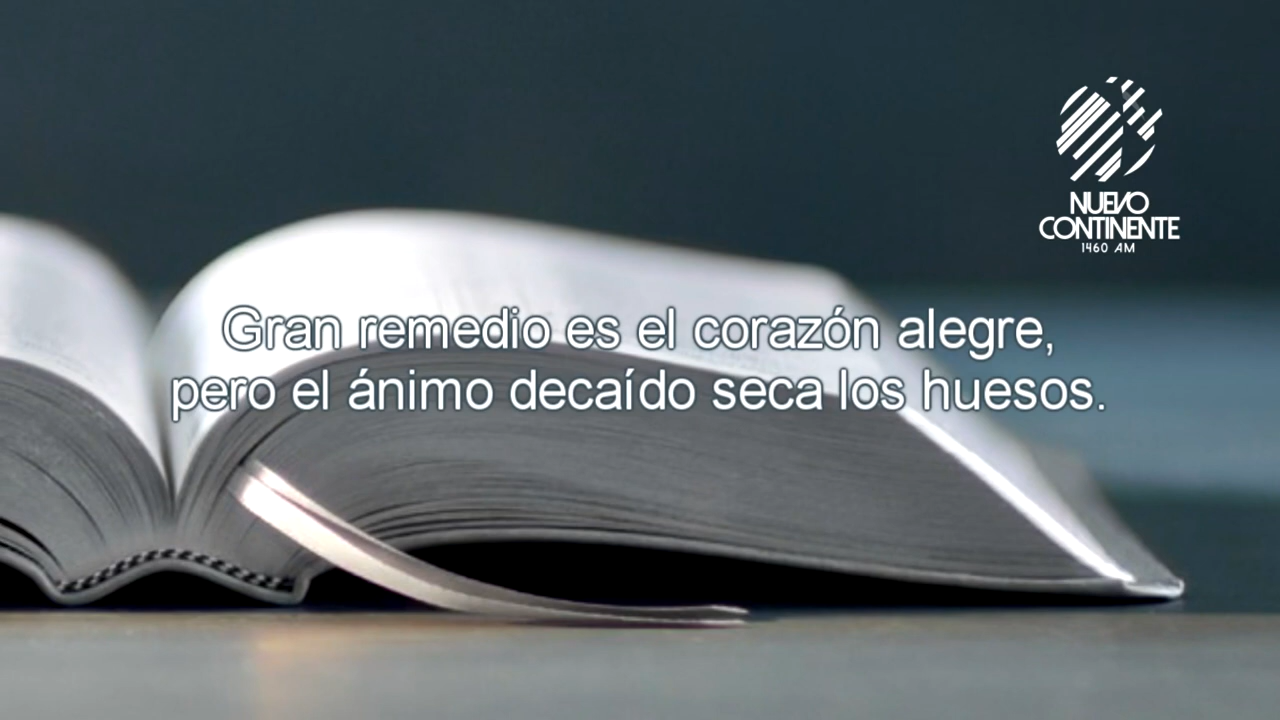 NUEVO
CONTINENTE
1460 AM
Gran remedio es el corazón alegre,
pero el ánimo decaído seca los huesos.